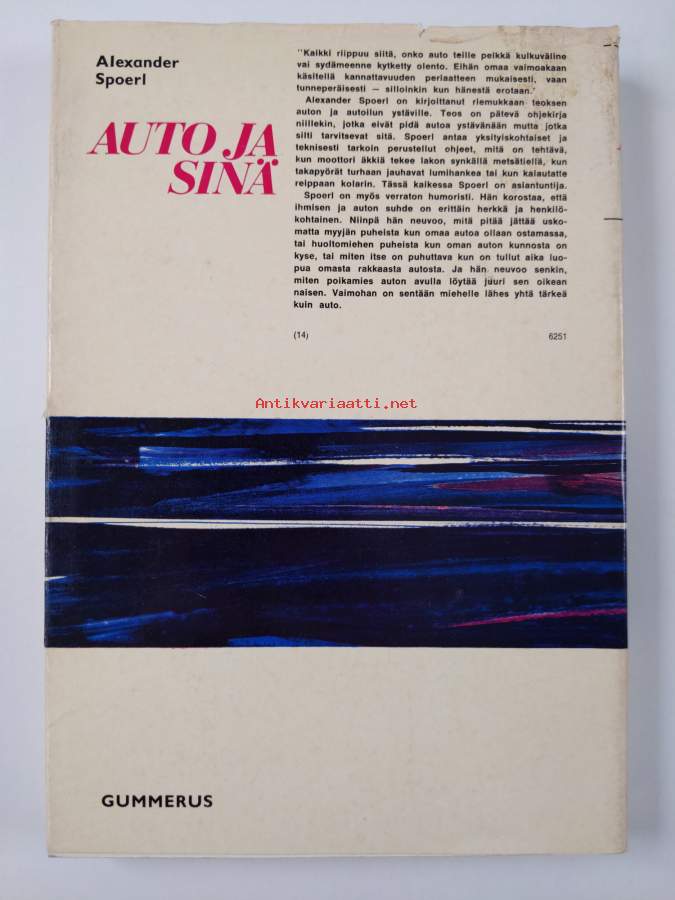 Alexander
Spoerl
AUTO JA
SINÄ
"Kaikki riippuu siitä, onko auto teille pelkkä kulkuväline
vai sydämeenne kytketty olento. Eihän omaa vaimoakaan
käsitellä kannattavuuden periaatteen mukaisesti, vaan
tunneperäisesti — silloinkin kun hänestä erotaan.'
Alexander Spoerl on kirjoittanut riemukkaan teoksen
auton ja autoilun ystäville. Teos on pätevä ohjekirja
niillekin, jotka eivät pidä autoa ystävänään mutta jotka
silti tarvitsevat sitä. Spoerl antaa yksityiskohtaiset ja
teknisesti tarkoin perustellut ohjeet, mitä on tehtävä,
kun moottori äkkiä tekee lakon synkällä metsätiellä, kun
takapyörät turhaan jauhavat lumihankea tai kun kalautatte
reippaan kolarin. Tässä kaikessa Spoerl on asiantuntija.
Spoerl on myös verraton humoristi. Hän korostaa, että
ihmisen ja auton suhde on erittäin herkkä ja henkilö-
kohtainen. Niinpä hän neuvoo, mitä pitää jättää usko-
matta myyjän puheista kun omaa autoa ollaan ostamassa,
tai huoltomiehen puheista kun oman auton kunnosta on
kyse, tai miten itse on puhuttava kun on tullut aika luo-
pua omasta rakkaasta autosta. Ja hän neuvoo senkin,
miten poikamies auton avulla löytää juuri sen oikean
naisen. Vaimohan on sentään miehelle lähes yhtä tärkeä
kuin auto.
(14) 6251
Antikvariaatti.net
GUMMERUS